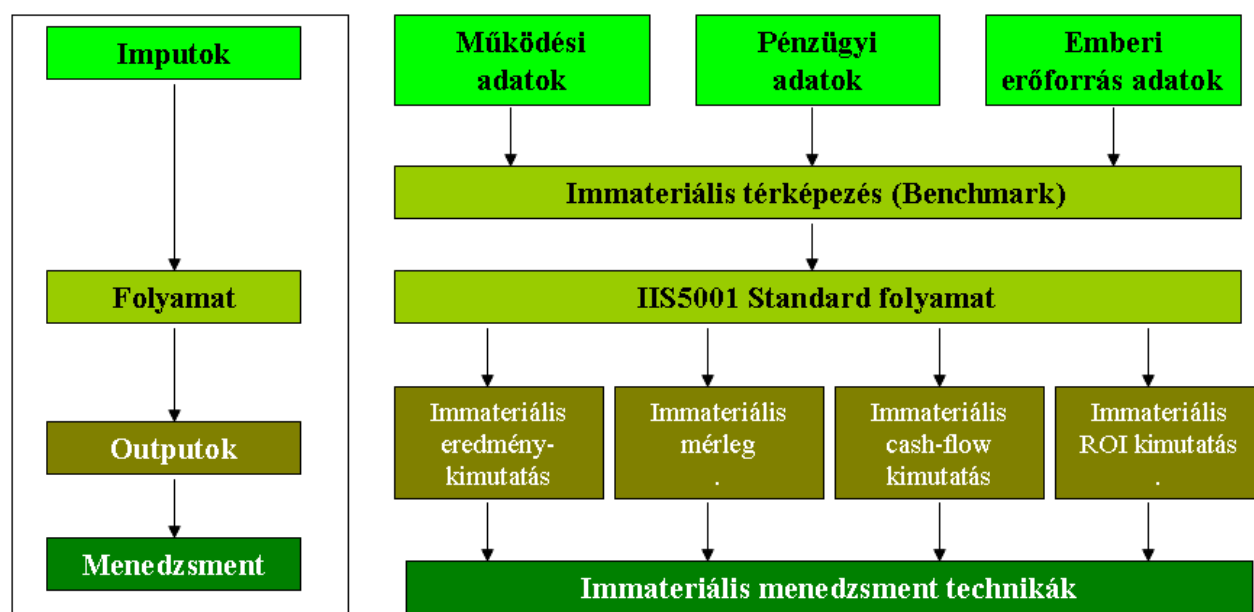 Imputok
Folyamat
Outputok
Menedzsment
Működési
adatok
Pénzügyi
adatok
Emberi
erőforrás adatok
Immateriális térképezés (Benchmark)
IIS5001 Standard folyamat
Immateriális
eredmény-
kimutatás
Immateriális
mérleg
.
Immateriális
cash-flow
kimutatás
Immateriális
ROI kimutatás
.
Immateriális menedzsment technikák